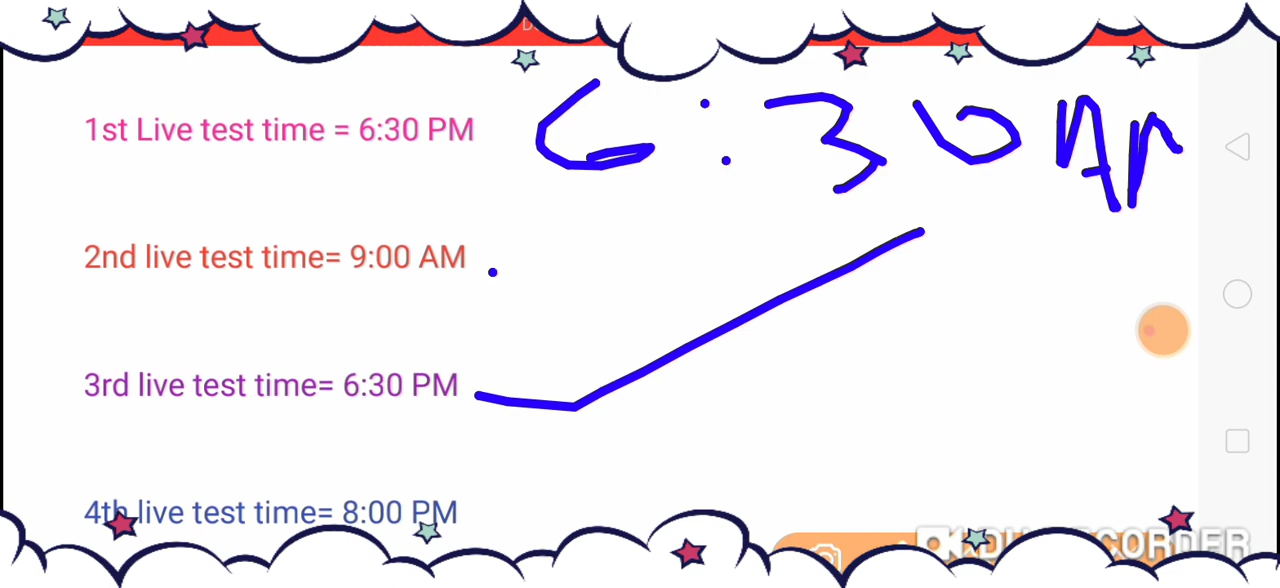 1st Live test time = 6:30 PM 6:30
2nd live test time= 9:00 AM
3rd live test time= 6:30 PM
4th live test time= 8:00 PM